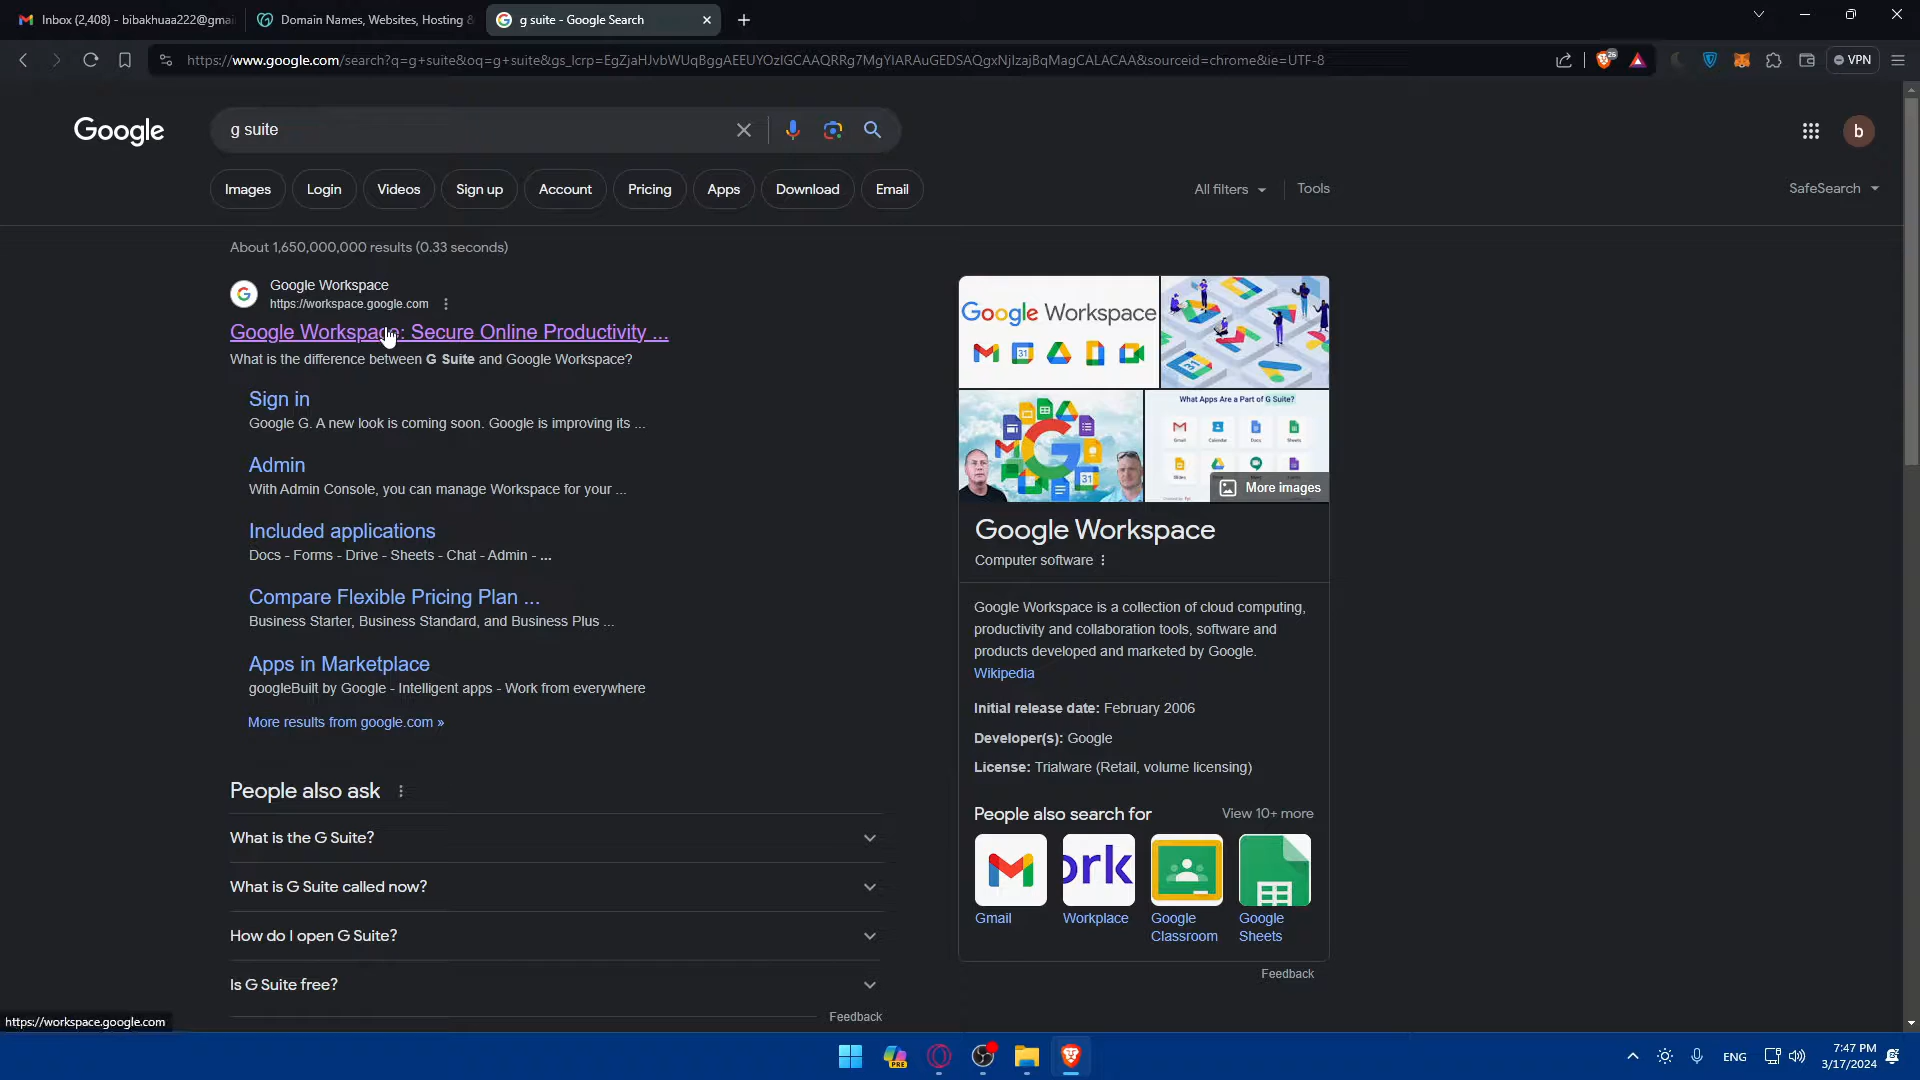 Inbox (2,408) - bibakhuaa222@gmai
Domain Names, Websites, Hosting &
g suite - Google Search
https://www.google.com/search?q=g+suite&oq=g+suite&gs_lcrp=EgZjaHJvbWUqBggAEEUYOzIGCAAQRRg7MgYIARAuGEDSAQgxNjIzajBqMagCALACAA&sourceid=chrome&ie=UTF-8
26
VPN
Google
g suite
b
Images
Login
Videos
Sign up
Account
Pricing
Apps
Download
Email
All filters
Tools
SafeSearch
About 1,650,000,000 results (0.33 seconds)
Google Workspace
https://workspace.google.com
Google Workspace: Secure Online Productivity ...
What is the difference between G Suite and Google Workspace?
Sign in
Google G. A new look is coming soon. Google is improving its ...
Admin
With Admin Console, you can manage Workspace for your ...
Included applications
Docs - Forms - Drive - Sheets - Chat - Admin - ...
Compare Flexible Pricing Plan ...
Business Starter, Business Standard, and Business Plus ...
Apps in Marketplace
googleBuilt by Google - Intelligent apps - Work from everywhere
More results from google.com »
People also ask
What is the G Suite?
What is G Suite called now?
How do I open G Suite?
Is G Suite free?
Feedback
Google Workspace
What Apps Are a Part of G Suite?
Gmail
Calendar
Docs
Sheets
Slides
More images
Google Workspace
Computer software
Google Workspace is a collection of cloud computing,
productivity and collaboration tools, software and
products developed and marketed by Google.
Wikipedia
Initial release date: February 2006
Developer(s): Google
License: Trialware (Retail, volume licensing)
People also search for
View 10+ more
ork
Gmail
Workplace
Google
Classroom
Google
Sheets
Feedback
https://workspace.google.com
PRE
ENG
7:47 PM
3/17/2024